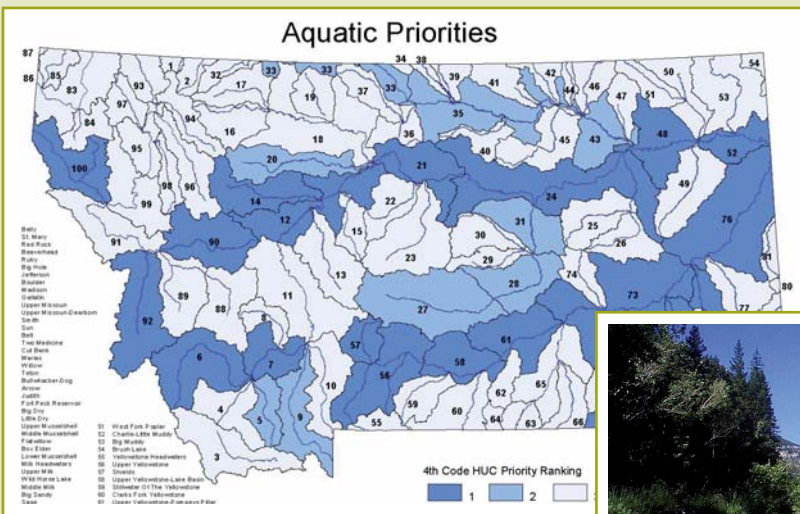 Aquatic Priorities
Belly
St. Mary
Red Rock
Beaverhead
Ruby
Big Hole
Jefferson
Boulder
Madison
Gallatin
Upper Missouri
Upper Missouri-Dearborn
Smith
Sun
Belt
Two Medicine
Cut Bank
Marias
Willow
Teton
Bullwhacker-Dog
Arrow
Judith
Fort Peck Reservoir
Big Dry
Little Dry
Upper Musselshell
Middle Musselshell
Flatwillow
Box Elder
Lower Musselshell
Milk Headwaters
Upper Milk
Wild Horse Lake
Middle Milk
Big Sandy
Sage
51 West Fork Poplar
52 Charlie-Little Muddy
53 Big Muddy
54 Brush Lake
55 Yellowstone Headwaters
56 Upper Yellowstone
57 Shields
58 Upper Yellowstone-Lake Basin
59 Stillwater
60 Clarks Fork Yellowstone
61 Upper Yellowstone-Pompeys Pillar
87
86
85
83
84
93
97
95
94
98
96
99
100
91
1
2
32
17
33
33
19
37
34
38
33
39
41
42
44
46
47
50
51
54
53
16
18
36
35
40
45
43
48
52
20
21
14
12
22
24
49
76
90
15
23
30
29
31
25
26
81
80
13
89
88
11
8
27
28
74
73
77
92
6
7
57
56
58
61
4
5
9
10
3
55
59
60
62
64
65
63
66
4th Code HUC Priority Ranking
1 2